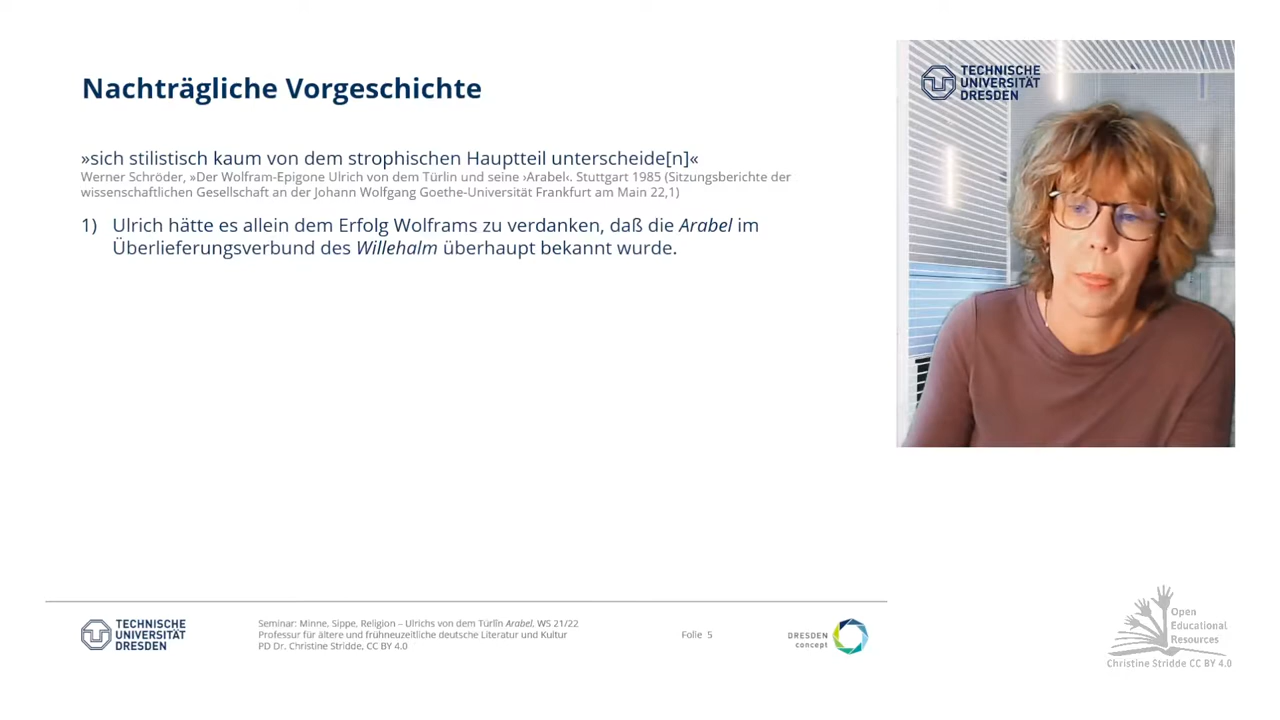 Nachträgliche Vorgeschichte
»sich stilistisch kaum von dem strophischen Hauptteil unterscheide[n]«
Werner Schröder, »Der Wolfram-Epigone Ulrich von dem Türlin und seine ›Arabel‹. Stuttgart 1985 (Sitzungsberichte der
wissenschaftlichen Gesellschaft an der Johann Wolfgang Goethe-Universität Frankfurt am Main 22,1)
1) Ulrich hätte es allein dem Erfolg Wolframs zu verdanken, daß die Arabel im
Überlieferungsverbund des Willehalm überhaupt bekannt wurde.
TECHNISCHE
UNIVERSITÄT
DRESDEN
TECHNISCHE
UNIVERSITÄT
DRESDEN
Seminar: Minne, Sippe, Religion – Ulrichs von dem Türlîn Arabel, WS 21/22
Professur für ältere und frühneuzeitliche deutsche Literatur und Kultur
PD Dr. Christine Stridde, CC BY 4.0
Folie 5
DRESDEN
concept
Open
Educational
Resources
Christine Stridde CC BY 4.0